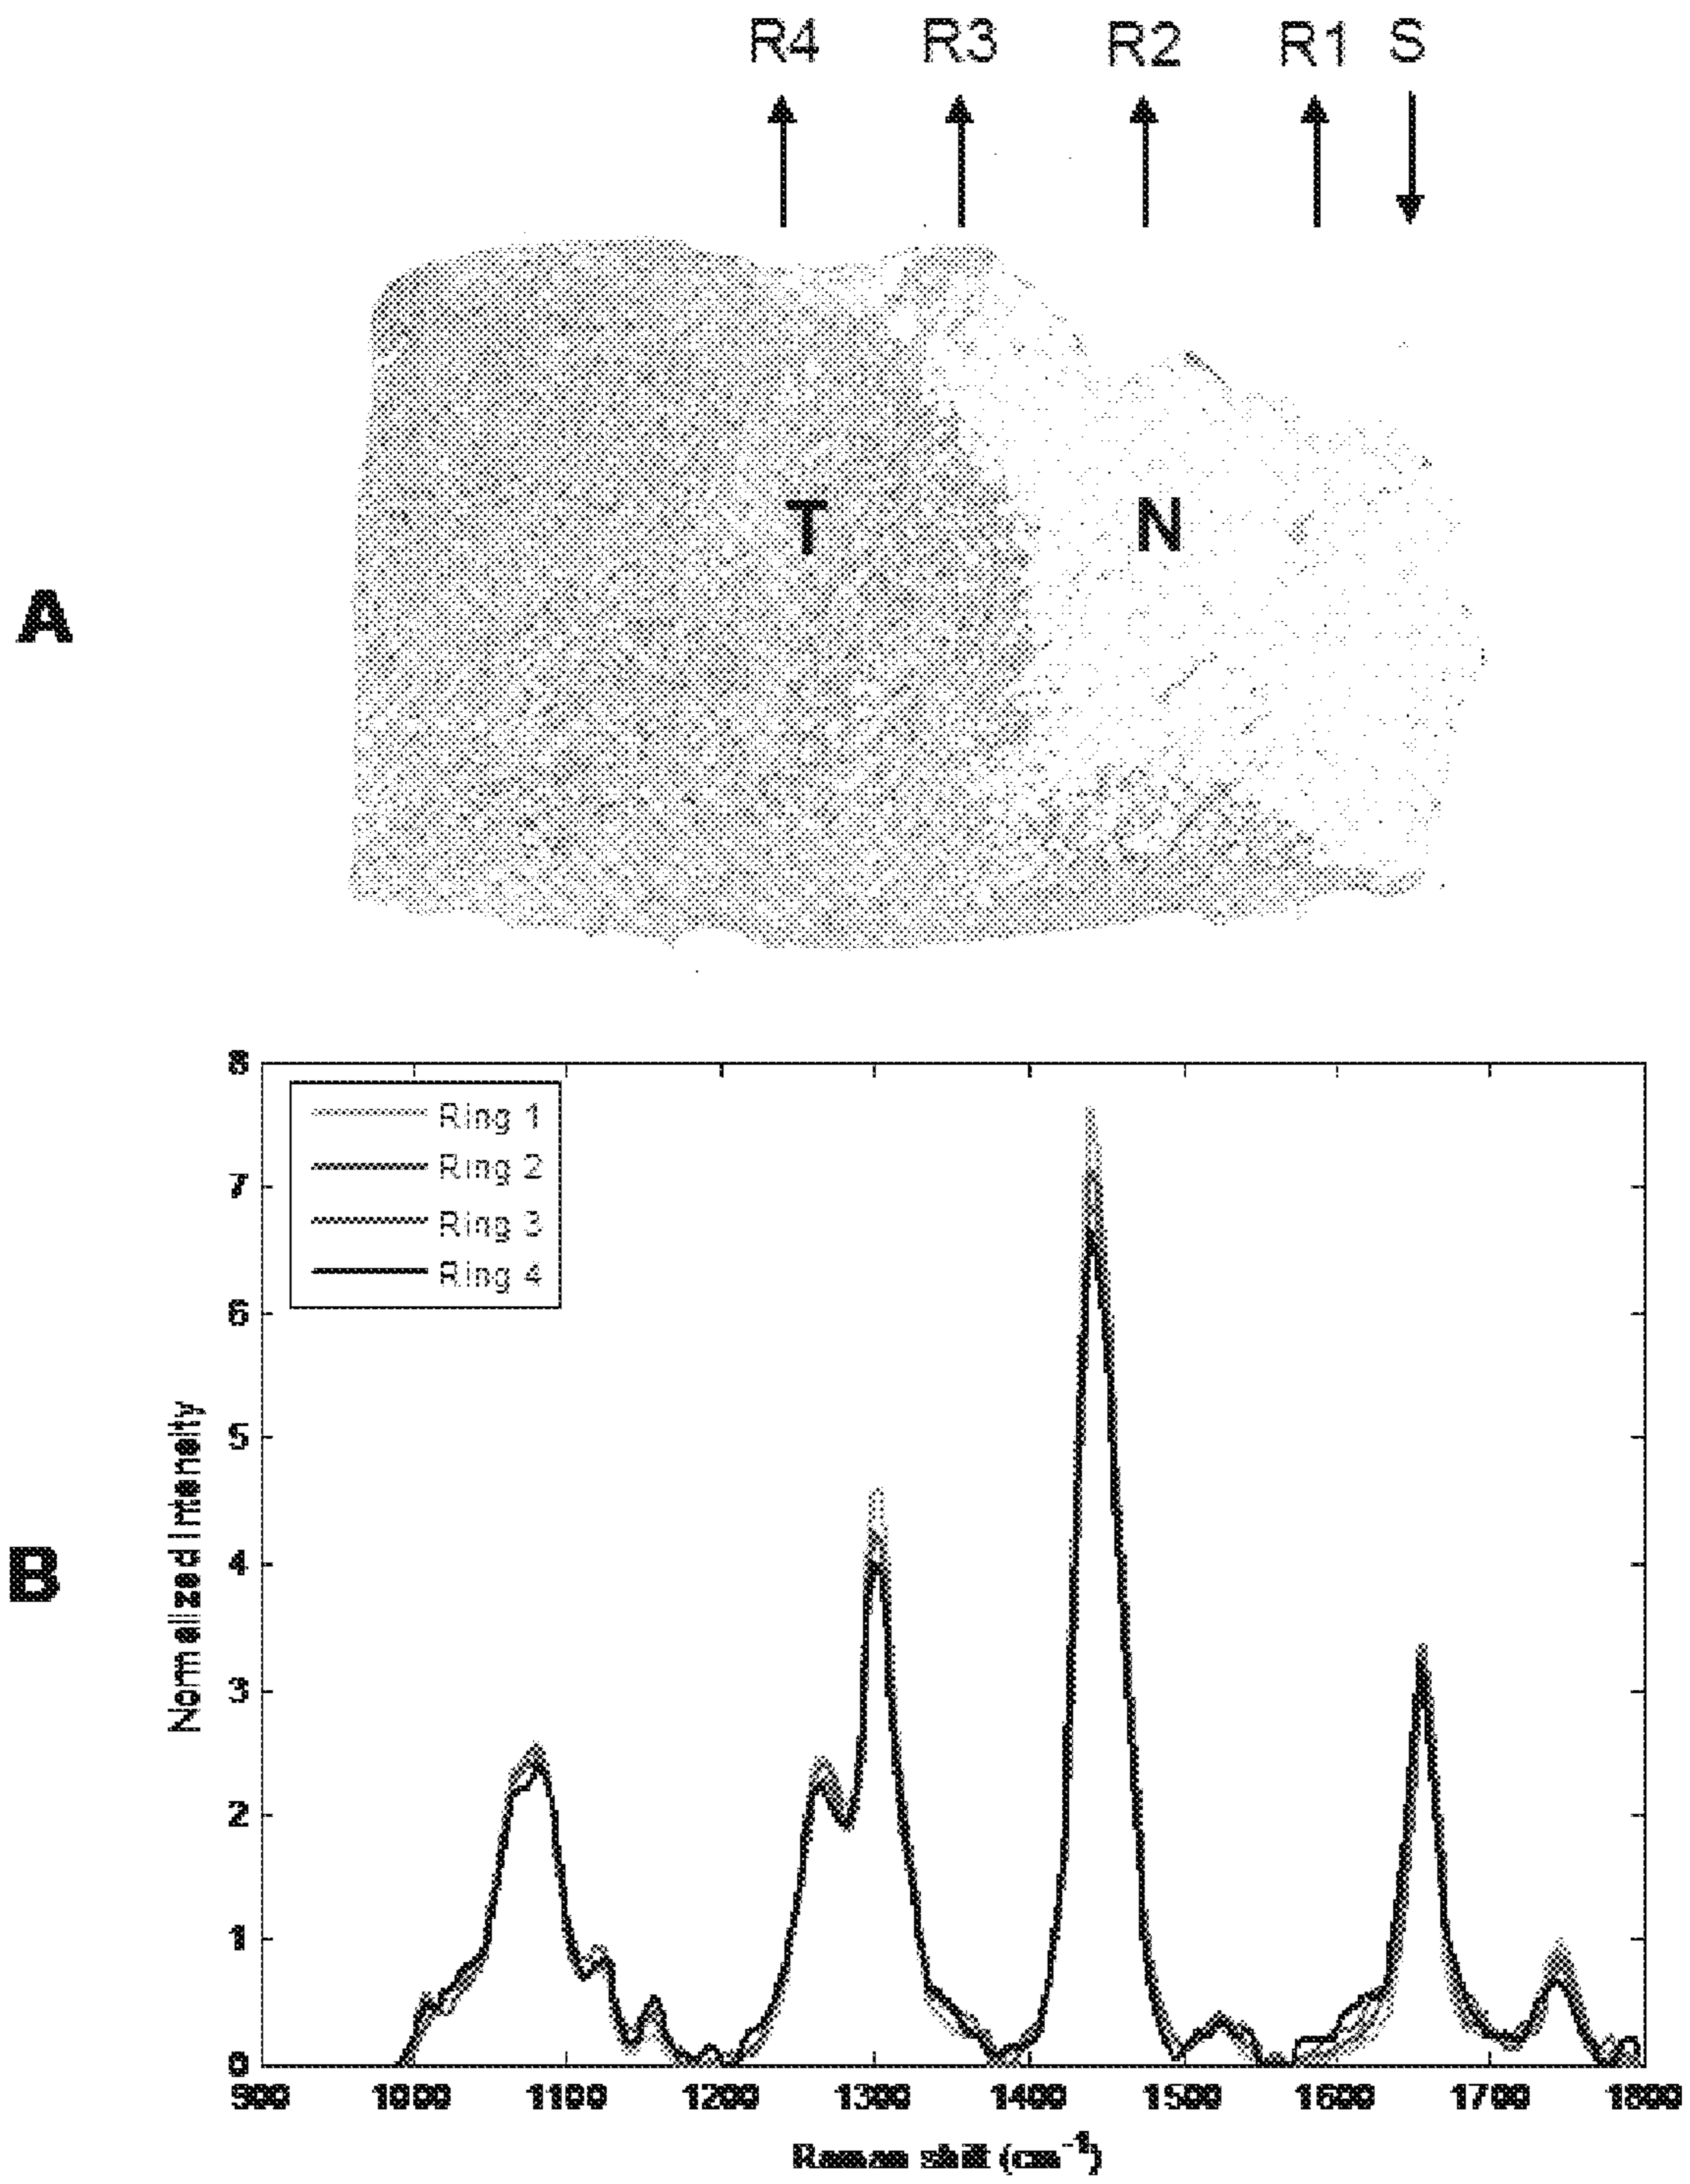 R4 R3 R2 R1 S
T N
A
8
Ring 1
Ring 2
Ring 3
Ring 4
7
6
5
4
3
2
1
0
Normalized Intensity
B
900 1000 1100 1200 1300 1400 1500 1600 1700 1800
Raman shift (cm⁻¹)